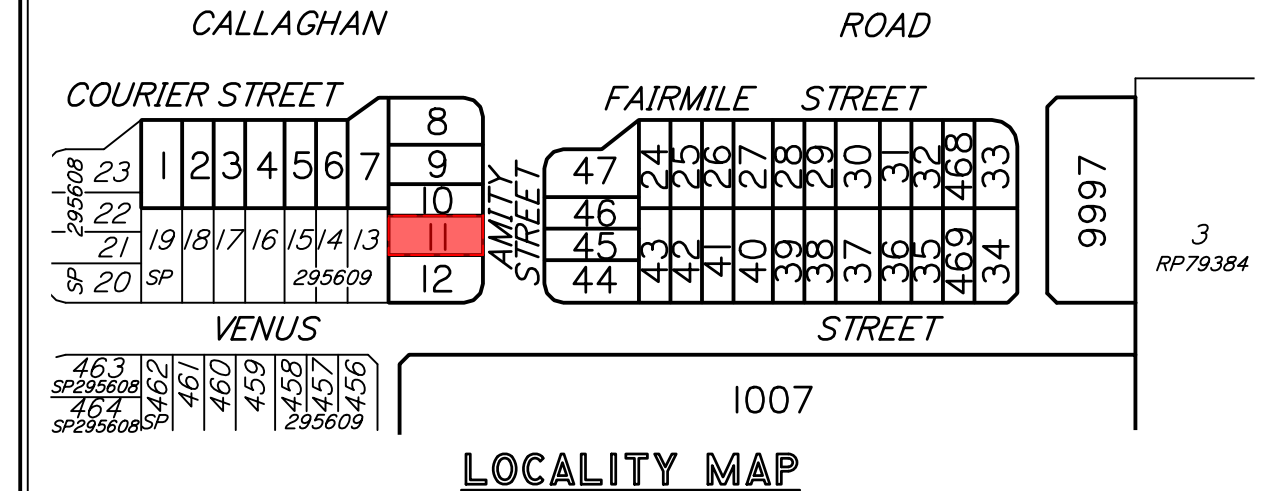 CALLAGHAN ROAD
COURIER STREET
FAIRMILE STREET
8
9
10
11
12
1 2 3 4 5 6 7
23
22
21
SP 20
295608
19 18 17 16 15 14 13
SP 295609
AMITY
STREET
47
46
45
44
24 25 26 27 28 29 30 31 32 468 33
43 42 41 40 39 38 37 36 35 469 34
9997
3
RP79384
VENUS STREET
463
SP295608
464
SP295608
462 461 460 459 458 457 456
SP 295609
1007
LOCALITY MAP